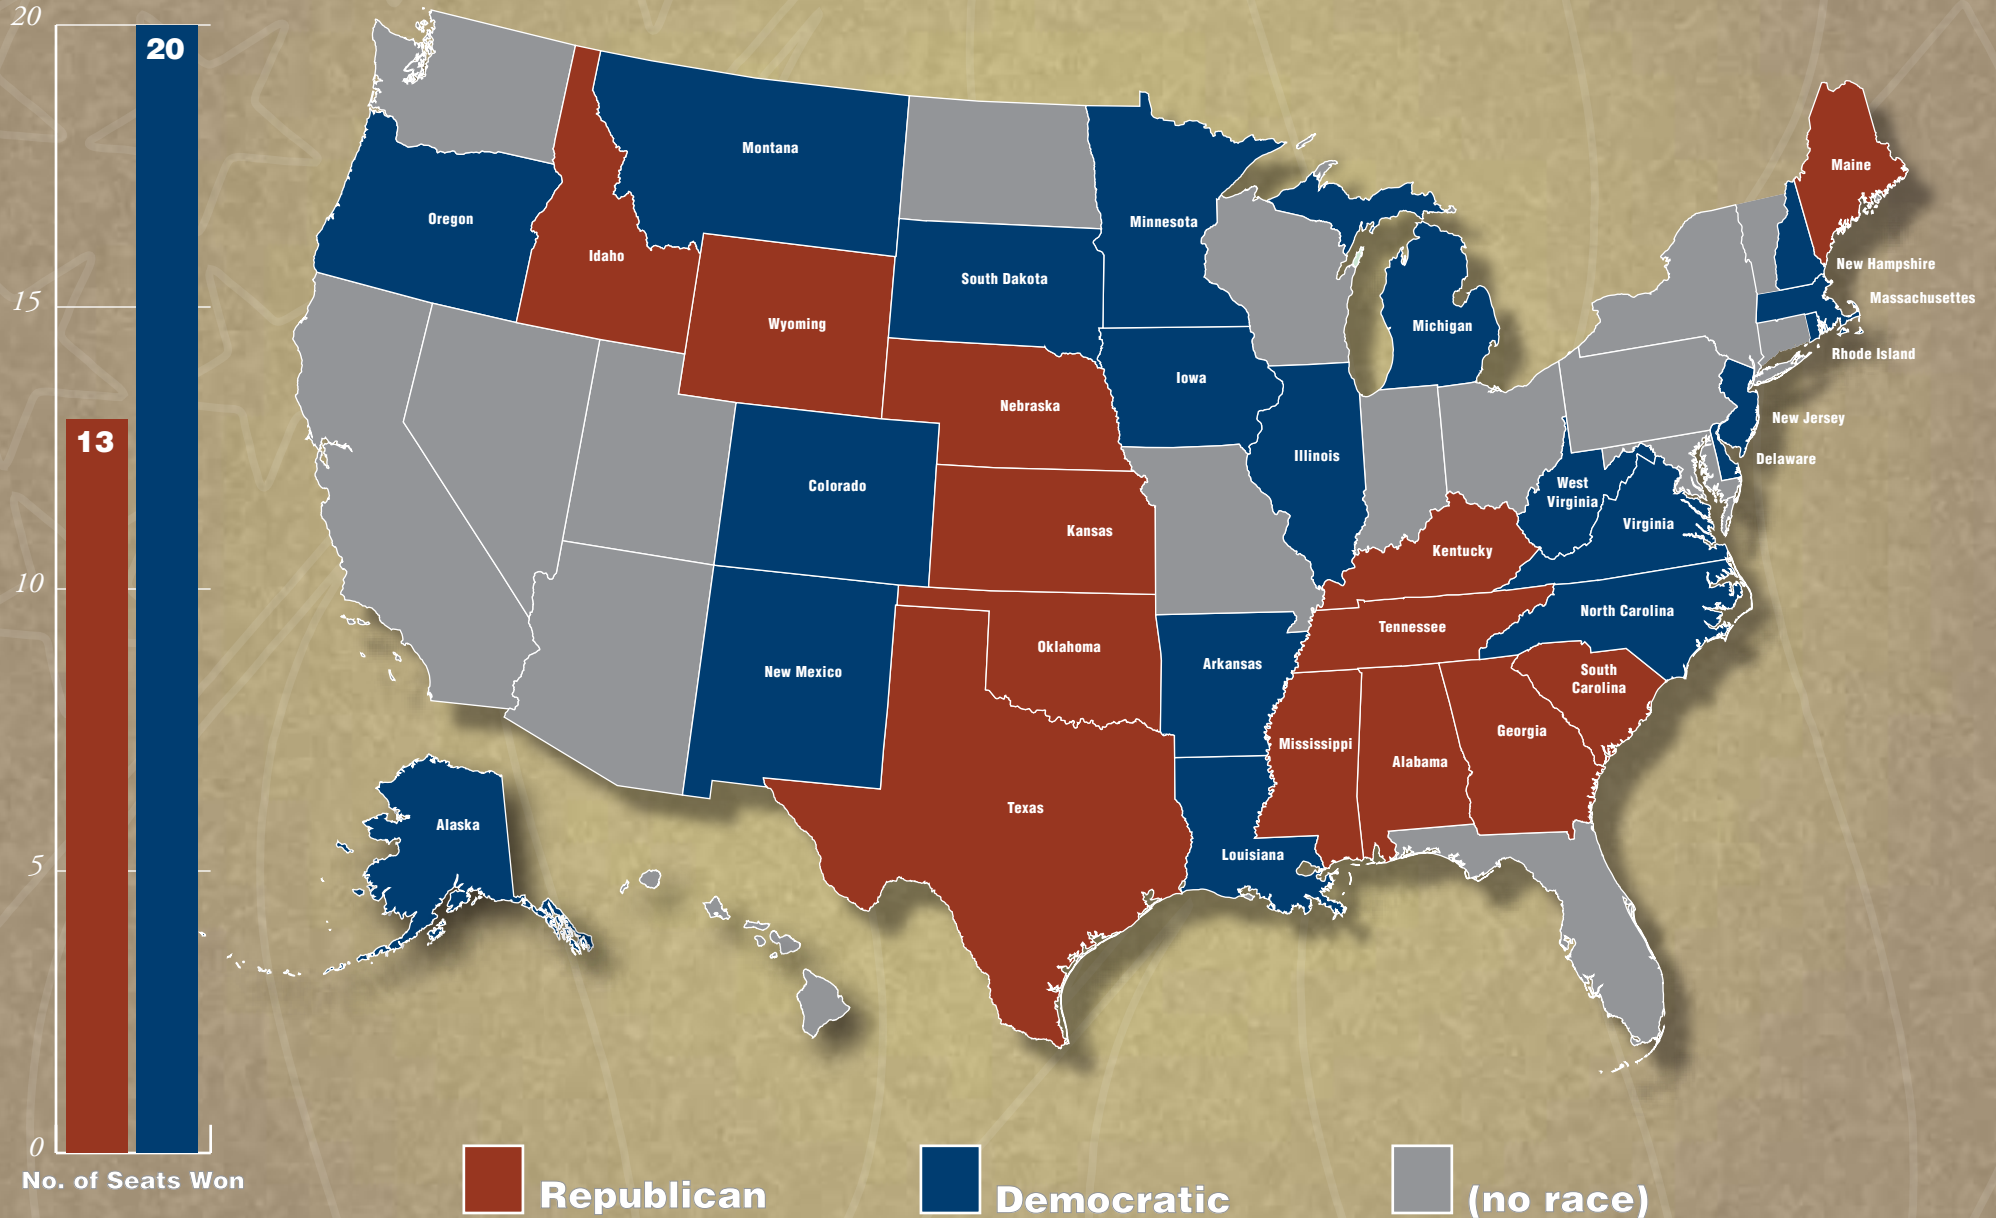 20
20
15
13
10
5
0
No. of Seats Won
Montana
Oregon
Idaho
Wyoming
South Dakota
Minnesota
Michigan
Maine
New Hampshire
Massachusetts
Rhode Island
New Jersey
Delaware
Nebraska
Iowa
Illinois
Colorado
Kansas
Kentucky
West
Virginia
Virginia
North Carolina
Tennessee
South
Carolina
New Mexico
Oklahoma
Arkansas
Mississippi
Alabama
Georgia
Texas
Louisiana
Alaska
Republican
Democratic
(no race)